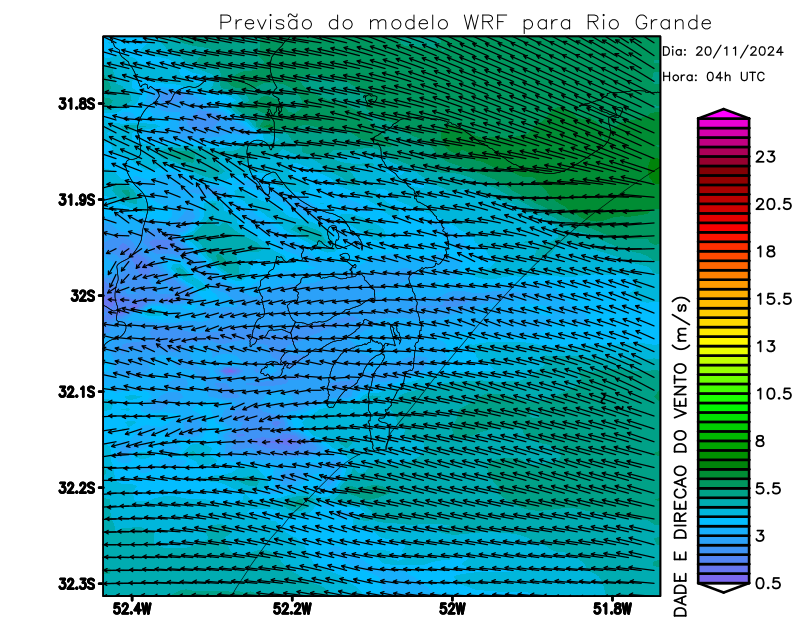 Previsão do modelo WRF para Rio Grande
Dia: 20/11/2024
Hora: 04h UTC
31.8S
31.9S
32S
32.1S
32.2S
32.3S
52.4W
52.2W
52W
51.8W
23
20.5
18
15.5
13
10.5
8
5.5
3
0.5
DADE E DIRECAO DO VENTO (m/s)